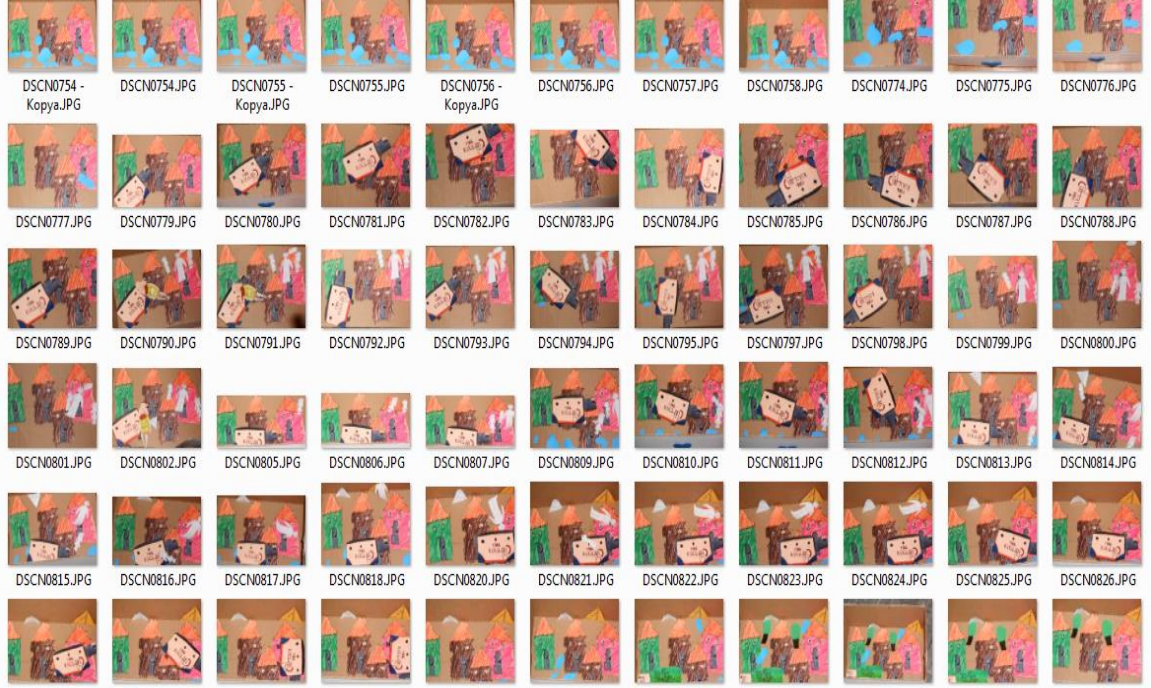 DSCN0754 - Kopya.JPG DSCN0754.JPG DSCN0755 - Kopya.JPG DSCN0755.JPG DSCN0756 - Kopya.JPG DSCN0756.JPG DSCN0757.JPG DSCN0758.JPG DSCN0774.JPG DSCN0775.JPG DSCN0776.JPG
DSCN0777.JPG DSCN0779.JPG DSCN0780.JPG DSCN0781.JPG DSCN0782.JPG DSCN0783.JPG DSCN0784.JPG DSCN0785.JPG DSCN0786.JPG DSCN0787.JPG DSCN0788.JPG
DSCN0789.JPG DSCN0790.JPG DSCN0791.JPG DSCN0792.JPG DSCN0793.JPG DSCN0794.JPG DSCN0795.JPG DSCN0797.JPG DSCN0798.JPG DSCN0799.JPG DSCN0800.JPG
DSCN0801.JPG DSCN0802.JPG DSCN0805.JPG DSCN0806.JPG DSCN0807.JPG DSCN0809.JPG DSCN0810.JPG DSCN0811.JPG DSCN0812.JPG DSCN0813.JPG DSCN0814.JPG
DSCN0815.JPG DSCN0816.JPG DSCN0817.JPG DSCN0818.JPG DSCN0820.JPG DSCN0821.JPG DSCN0822.JPG DSCN0823.JPG DSCN0824.JPG DSCN0825.JPG DSCN0826.JPG